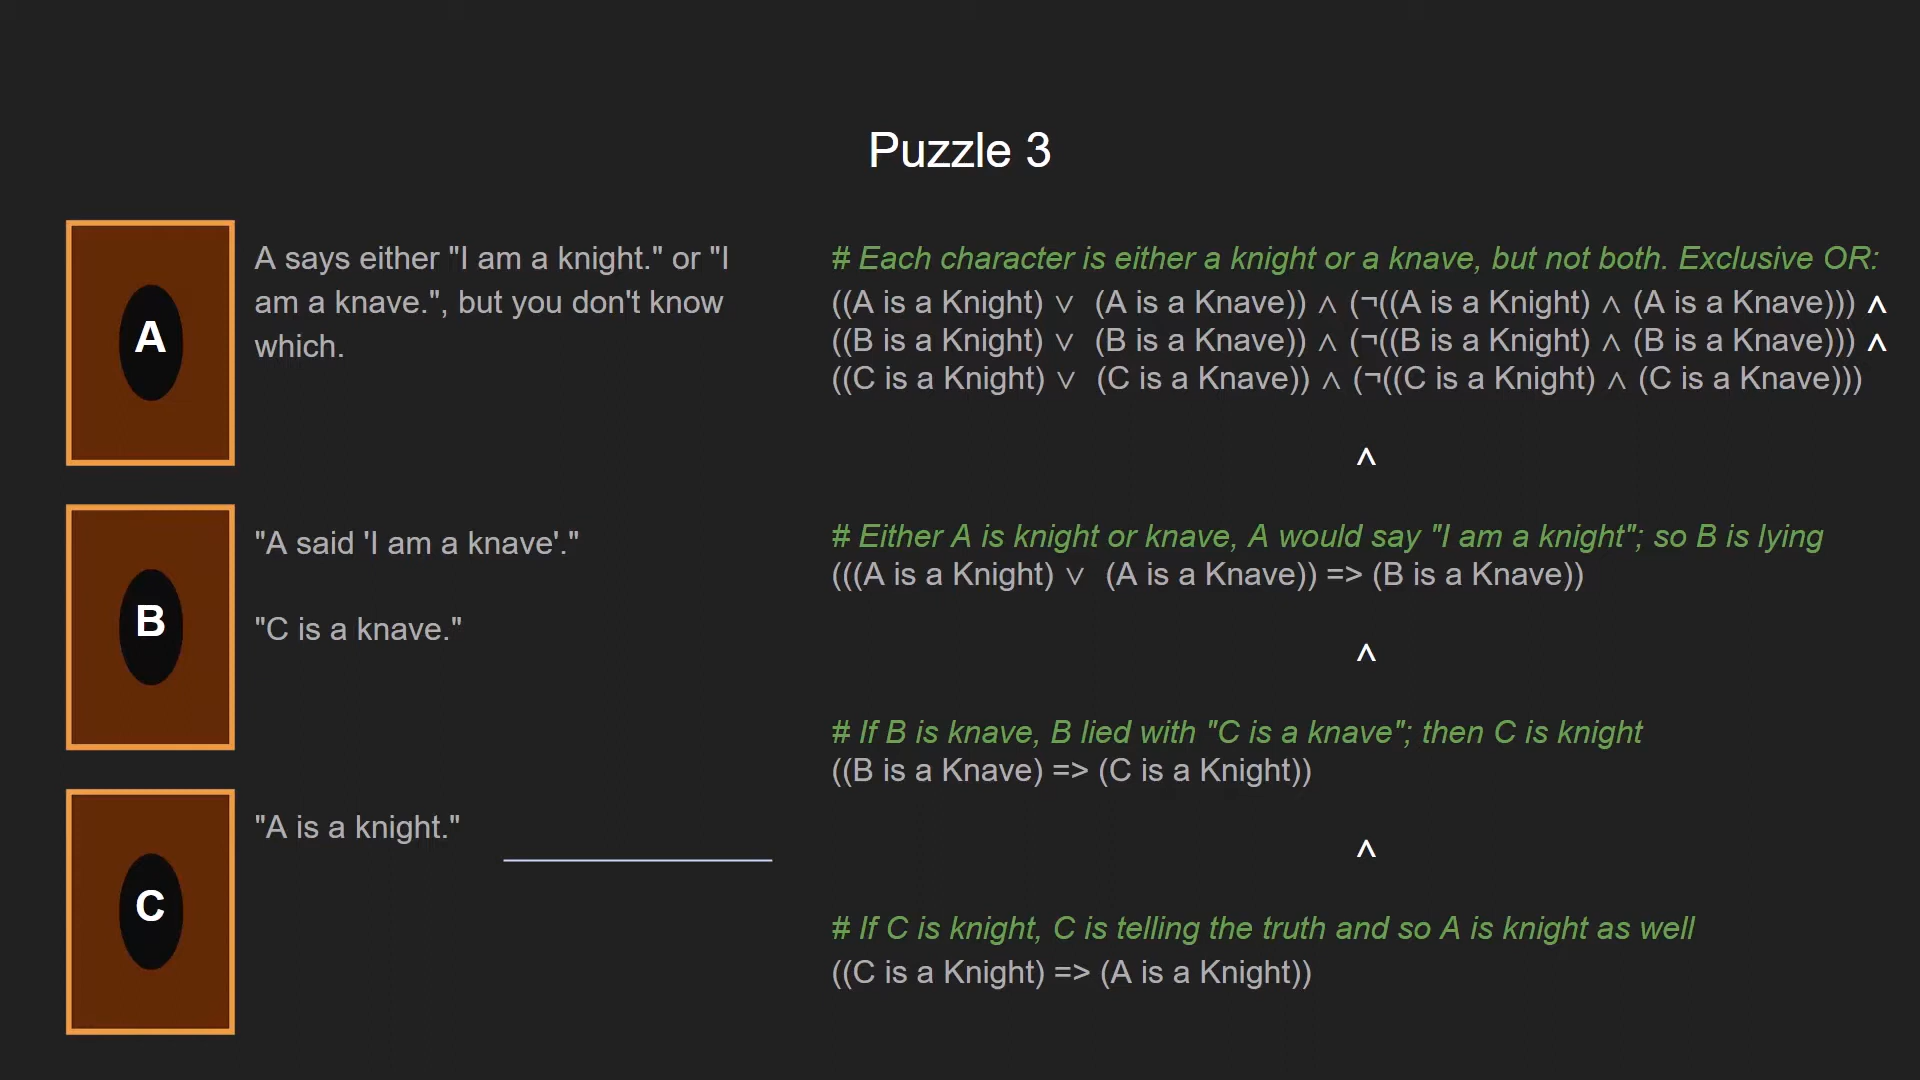 Puzzle 3
A
A says either "I am a knight." or "I
am a knave.", but you don't know
which.
B
"A said 'I am a knave'."
"C is a knave."
C
"A is a knight."
# Each character is either a knight or a knave, but not both. Exclusive OR:
((A is a Knight) ∨ (A is a Knave)) ∧ (¬((A is a Knight) ∧ (A is a Knave))) ∧
((B is a Knight) ∨ (B is a Knave)) ∧ (¬((B is a Knight) ∧ (B is a Knave))) ∧
((C is a Knight) ∨ (C is a Knave)) ∧ (¬((C is a Knight) ∧ (C is a Knave)))
∧
# Either A is knight or knave, A would say "I am a knight"; so B is lying
(((A is a Knight) ∨ (A is a Knave)) => (B is a Knave))
∧
# If B is knave, B lied with "C is a knave"; then C is knight
((B is a Knave) => (C is a Knight))
∧
# If C is knight, C is telling the truth and so A is knight as well
((C is a Knight) => (A is a Knight))